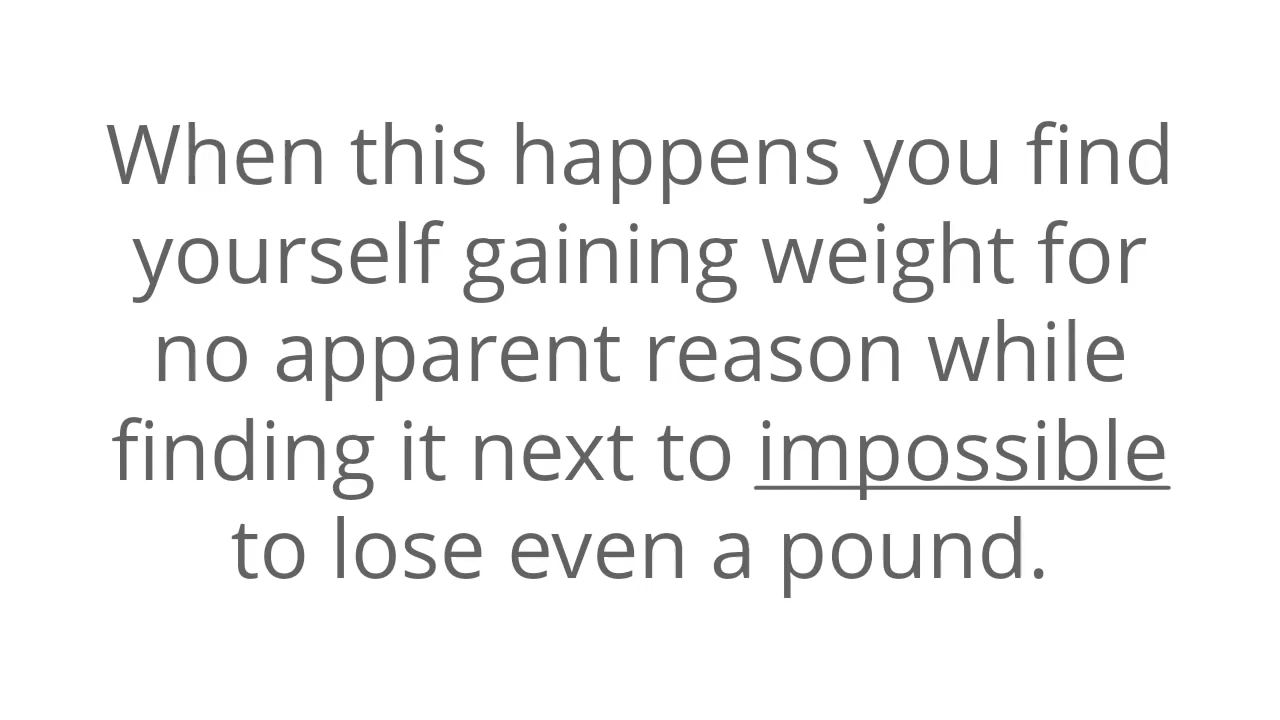 When this happens you find
yourself gaining weight for
no apparent reason while
finding it next to impossible
to lose even a pound.